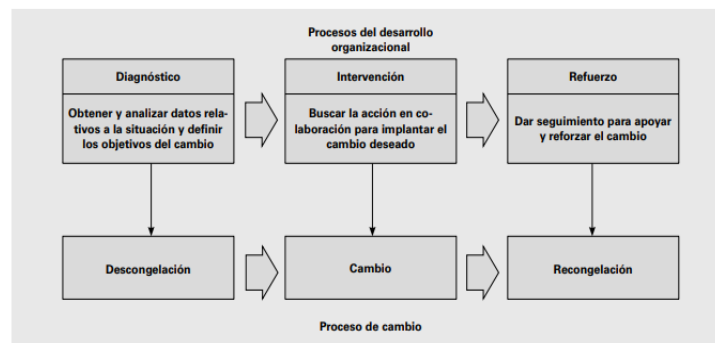 Procesos del desarrollo
organizacional
Diagnóstico
Obtener y analizar datos rela-
tivos a la situación y definir
los objetivos del cambio
Intervención
Buscar la acción en co-
laboración para implantar el
cambio deseado
Refuerzo
Dar seguimiento para apoyar
y reforzar el cambio
Descongelación
Cambio
Recongelación
Proceso de cambio